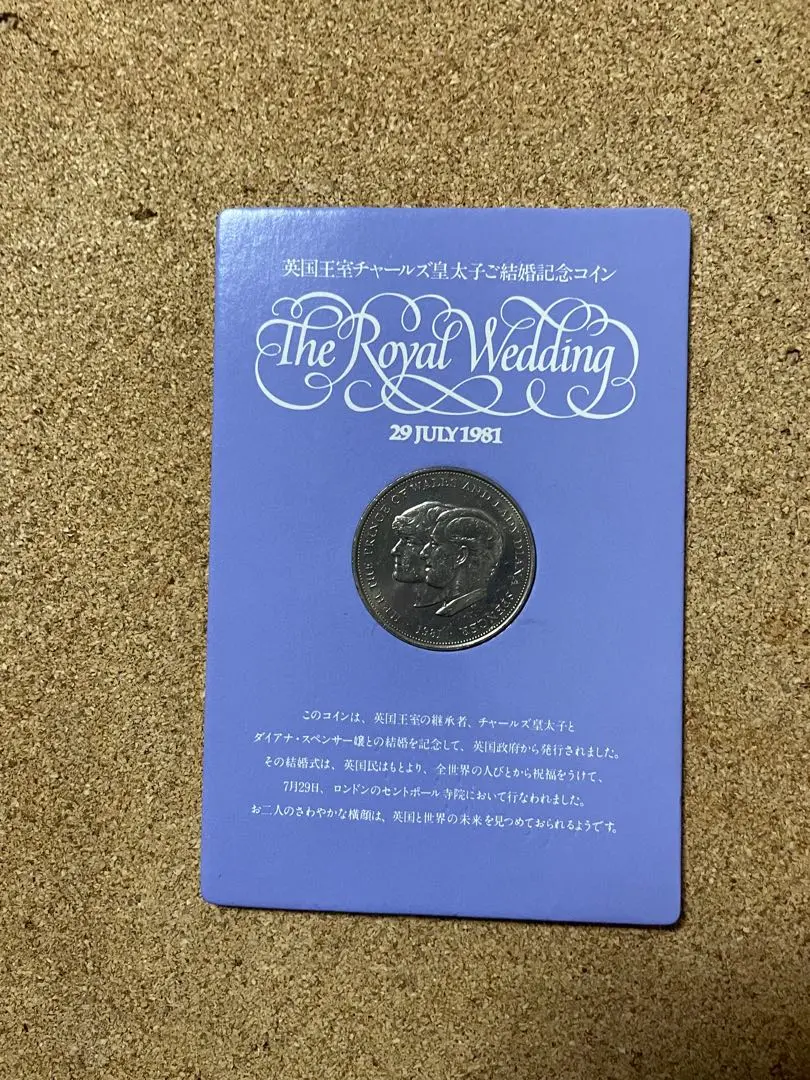 英国王室チャールズ皇太子ご結婚記念コイン
The Royal Wedding
29 JULY 1981
H.R.H. THE PRINCE OF WALES AND LADY DIANA SPENCER
1981
このコインは、英国王室の継承者、チャールズ皇太子と
ダイアナ・スペンサー嬢との結婚を記念して、英国政府から発行されました。
その結婚式は、英国民はもとより、全世界の人びとから祝福をうけて、
7月29日、ロンドンのセントポール寺院において行なわれました。
お二人のさわやかな横顔は、英国と世界の未来を見つめておられるようです。